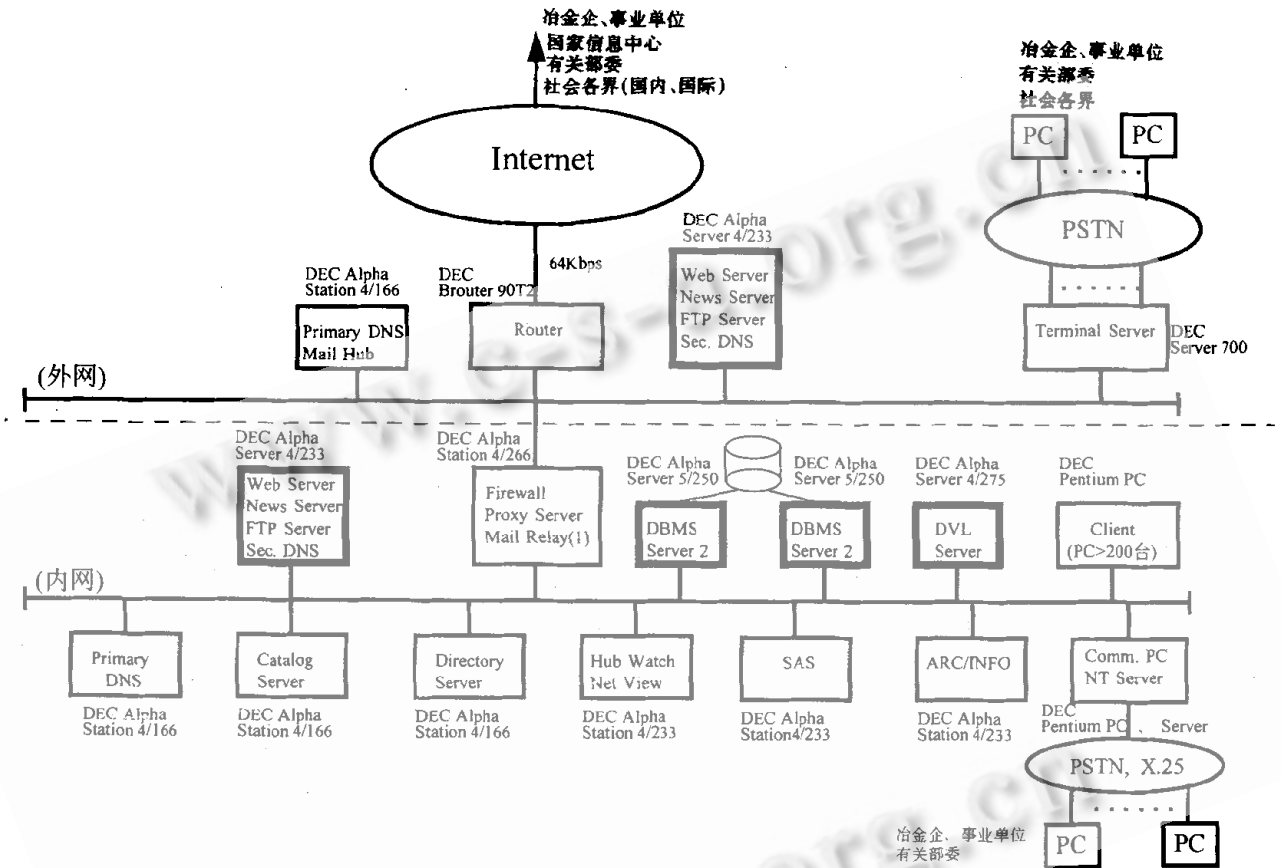 冶金企、事业单位
国家信息中心
有关部委
社会各界(国内、国际)
冶金企、事业单位
有关部委
社会各界
PC
PC
Internet
PSTN
64Kbps
DEC Alpha
Server 4/233
Web Server
News Server
FTP Server
Sec. DNS
DEC Alpha
Station 4/166
Primary DNS
Mail Hub
DEC
Brouter 90T2
Router
Terminal Server
DEC
Server 700
(外网)
DEC Alpha
Server 4/233
Web Server
News Server
FTP Server
Sec. DNS
DEC Alpha
Station 4/266
Firewall
Proxy Server
Mail Relay(1)
DEC Alpha
Server 5/250
DBMS
Server 2
DEC Alpha
Server 5/250
DBMS
Server 2
DEC Alpha
Server 4/275
DVL
Server
DEC
Pentium PC
Client
(PC>200台)
(内网)
Primary
DNS
DEC Alpha
Station 4/166
Catalog
Server
DEC Alpha
Station 4/166
Directory
Server
DEC Alpha
Station 4/166
Hub Watch
Net View
DEC Alpha
Station 4/233
SAS
DEC Alpha
Station4/233
ARC/INFO
DEC Alpha
Station 4/233
Comm. PC
NT Server
DEC
Pentium PC 、 Server
PSTN, X.25
冶金企、事业单位
有关部委
PC
PC
www.c-s-a.org.cn
org.cn